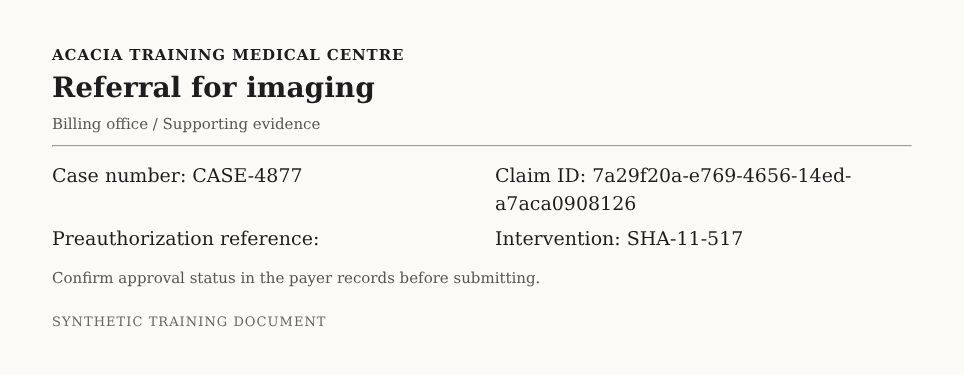 ACACIA TRAINING MEDICAL CENTRE
Referral for imaging
Billing office / Supporting evidence
Case number: CASE-4877
Claim ID: 7a29f20a-e769-4656-14ed-
a7aca0908126
Preauthorization reference:
Intervention: SHA-11-517
Confirm approval status in the payer records before submitting.
SYNTHETIC TRAINING DOCUMENT